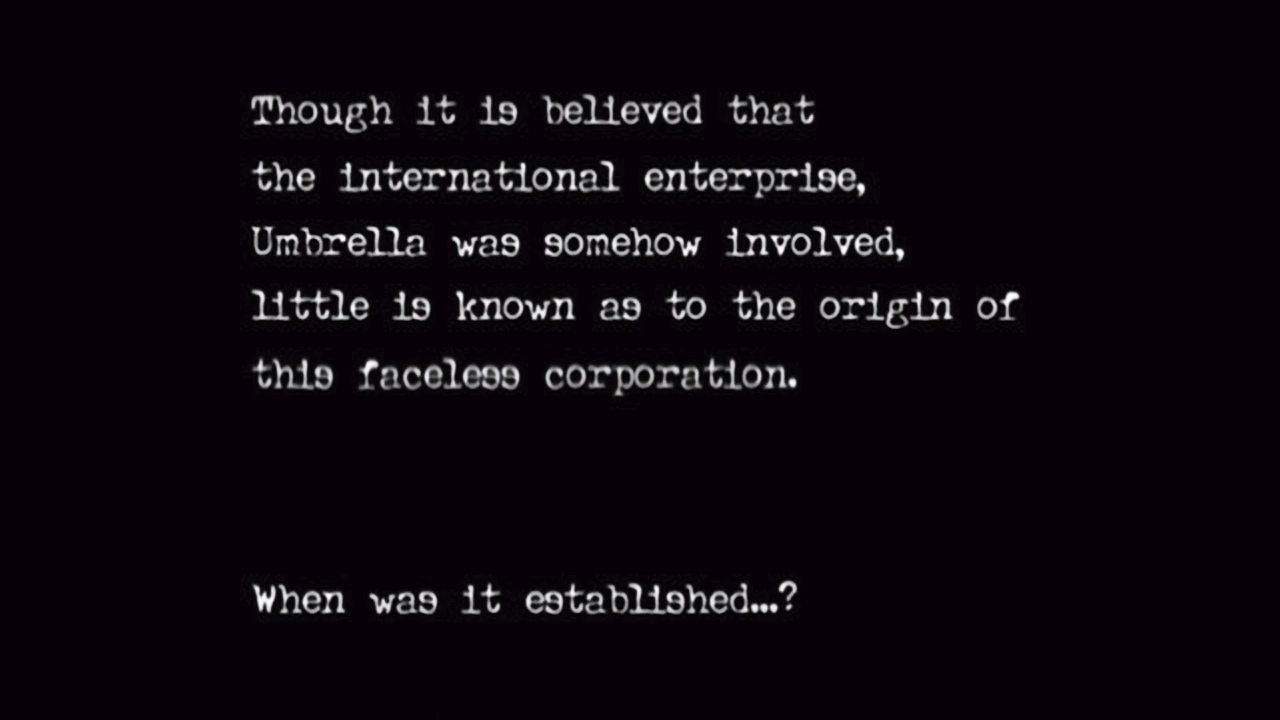 Though it is believed that
the international enterprise,
Umbrella was somehow involved,
little is known as to the origin of
this faceless corporation.
When was it established...?